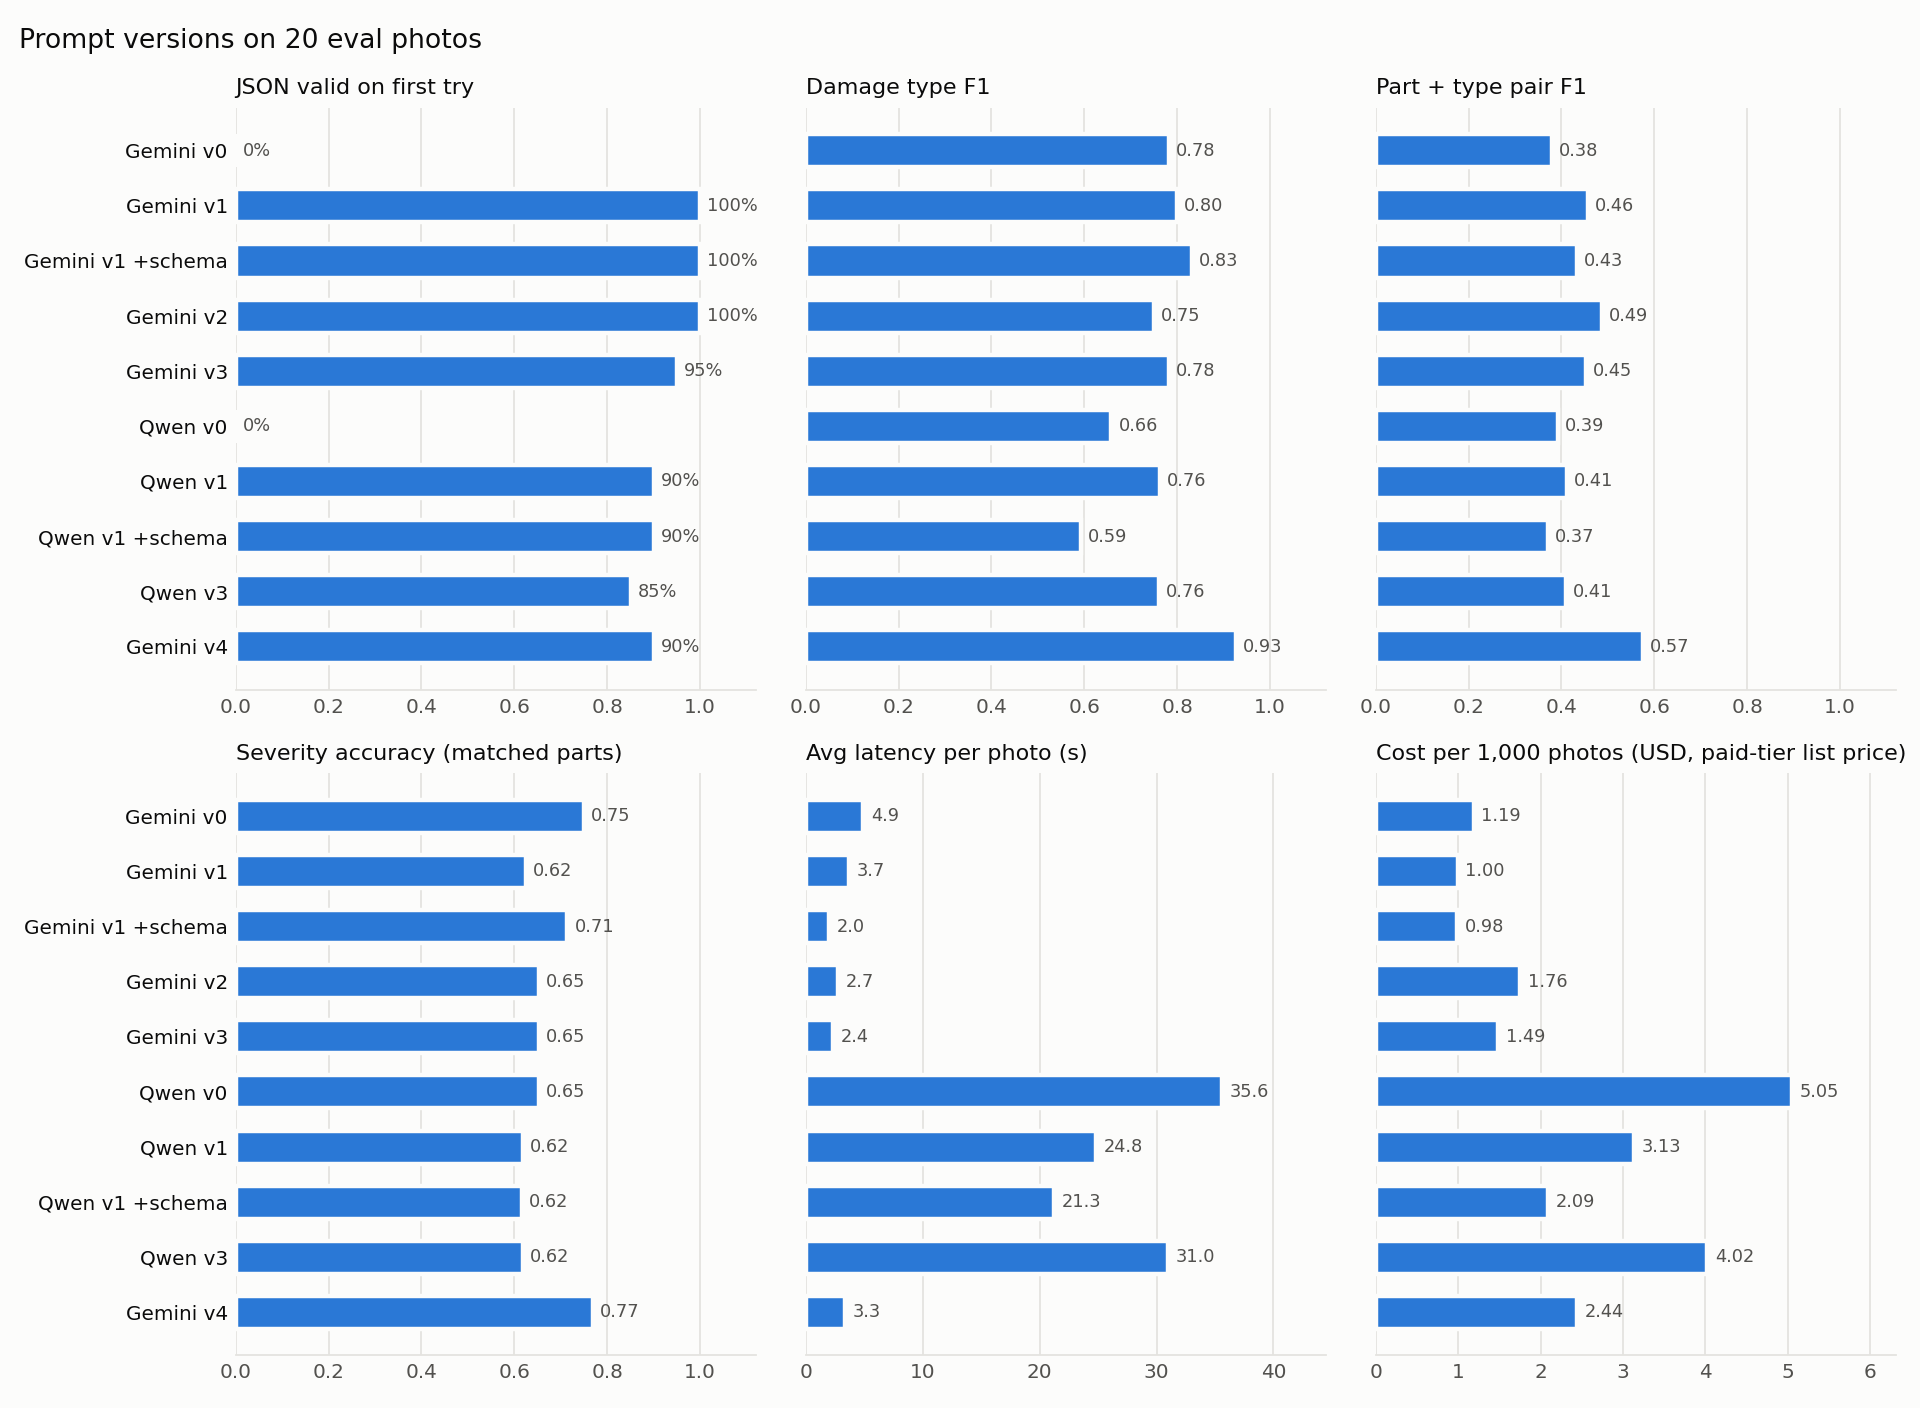 Prompt versions on 20 eval photos
JSON valid on first try
Gemini v0 0%
Gemini v1 100%
Gemini v1 +schema 100%
Gemini v2 100%
Gemini v3 95%
Qwen v0 0%
Qwen v1 90%
Qwen v1 +schema 90%
Qwen v3 85%
Gemini v4 90%
0.0 0.2 0.4 0.6 0.8 1.0
Damage type F1
0.78
0.80
0.83
0.75
0.78
0.66
0.76
0.59
0.76
0.93
0.0 0.2 0.4 0.6 0.8 1.0
Part + type pair F1
0.38
0.46
0.43
0.49
0.45
0.39
0.41
0.37
0.41
0.57
0.0 0.2 0.4 0.6 0.8 1.0
Severity accuracy (matched parts)
Gemini v0 0.75
Gemini v1 0.62
Gemini v1 +schema 0.71
Gemini v2 0.65
Gemini v3 0.65
Qwen v0 0.65
Qwen v1 0.62
Qwen v1 +schema 0.62
Qwen v3 0.62
Gemini v4 0.77
0.0 0.2 0.4 0.6 0.8 1.0
Avg latency per photo (s)
4.9
3.7
2.0
2.7
2.4
35.6
24.8
21.3
31.0
3.3
0 10 20 30 40
Cost per 1,000 photos (USD, paid-tier list price)
1.19
1.00
0.98
1.76
1.49
5.05
3.13
2.09
4.02
2.44
0 1 2 3 4 5 6